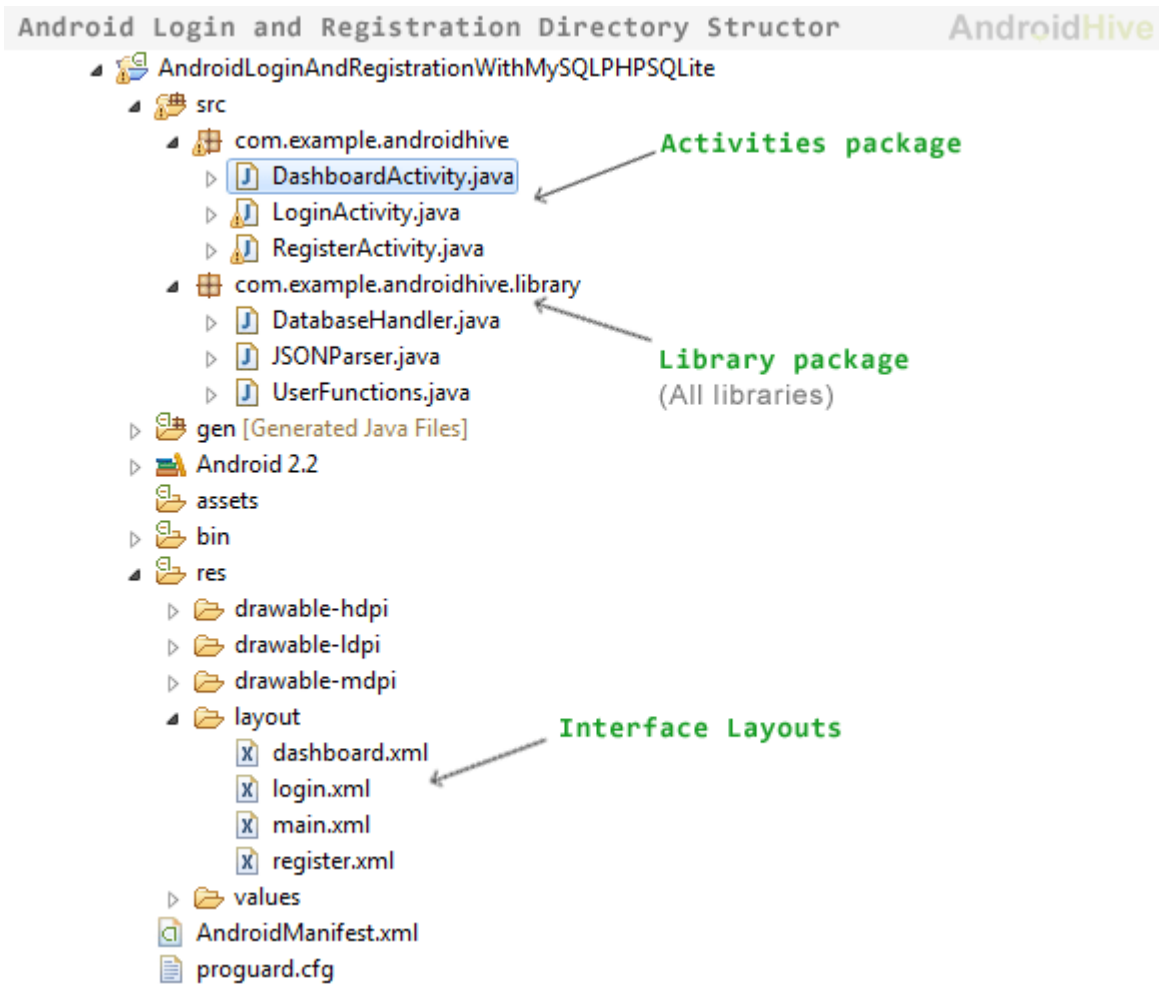 Android Login and Registration Directory Structor
AndroidHive
AndroidLoginAndRegistrationWithMySQLPHPSQLite
src
com.example.androidhive
Activities package
DashboardActivity.java
LoginActivity.java
RegisterActivity.java
com.example.androidhive.library
DatabaseHandler.java
JSONParser.java
Library package
UserFunctions.java
(All libraries)
gen [Generated Java Files]
Android 2.2
assets
bin
res
drawable-hdpi
drawable-ldpi
drawable-mdpi
layout
Interface Layouts
dashboard.xml
login.xml
main.xml
register.xml
values
AndroidManifest.xml
proguard.cfg